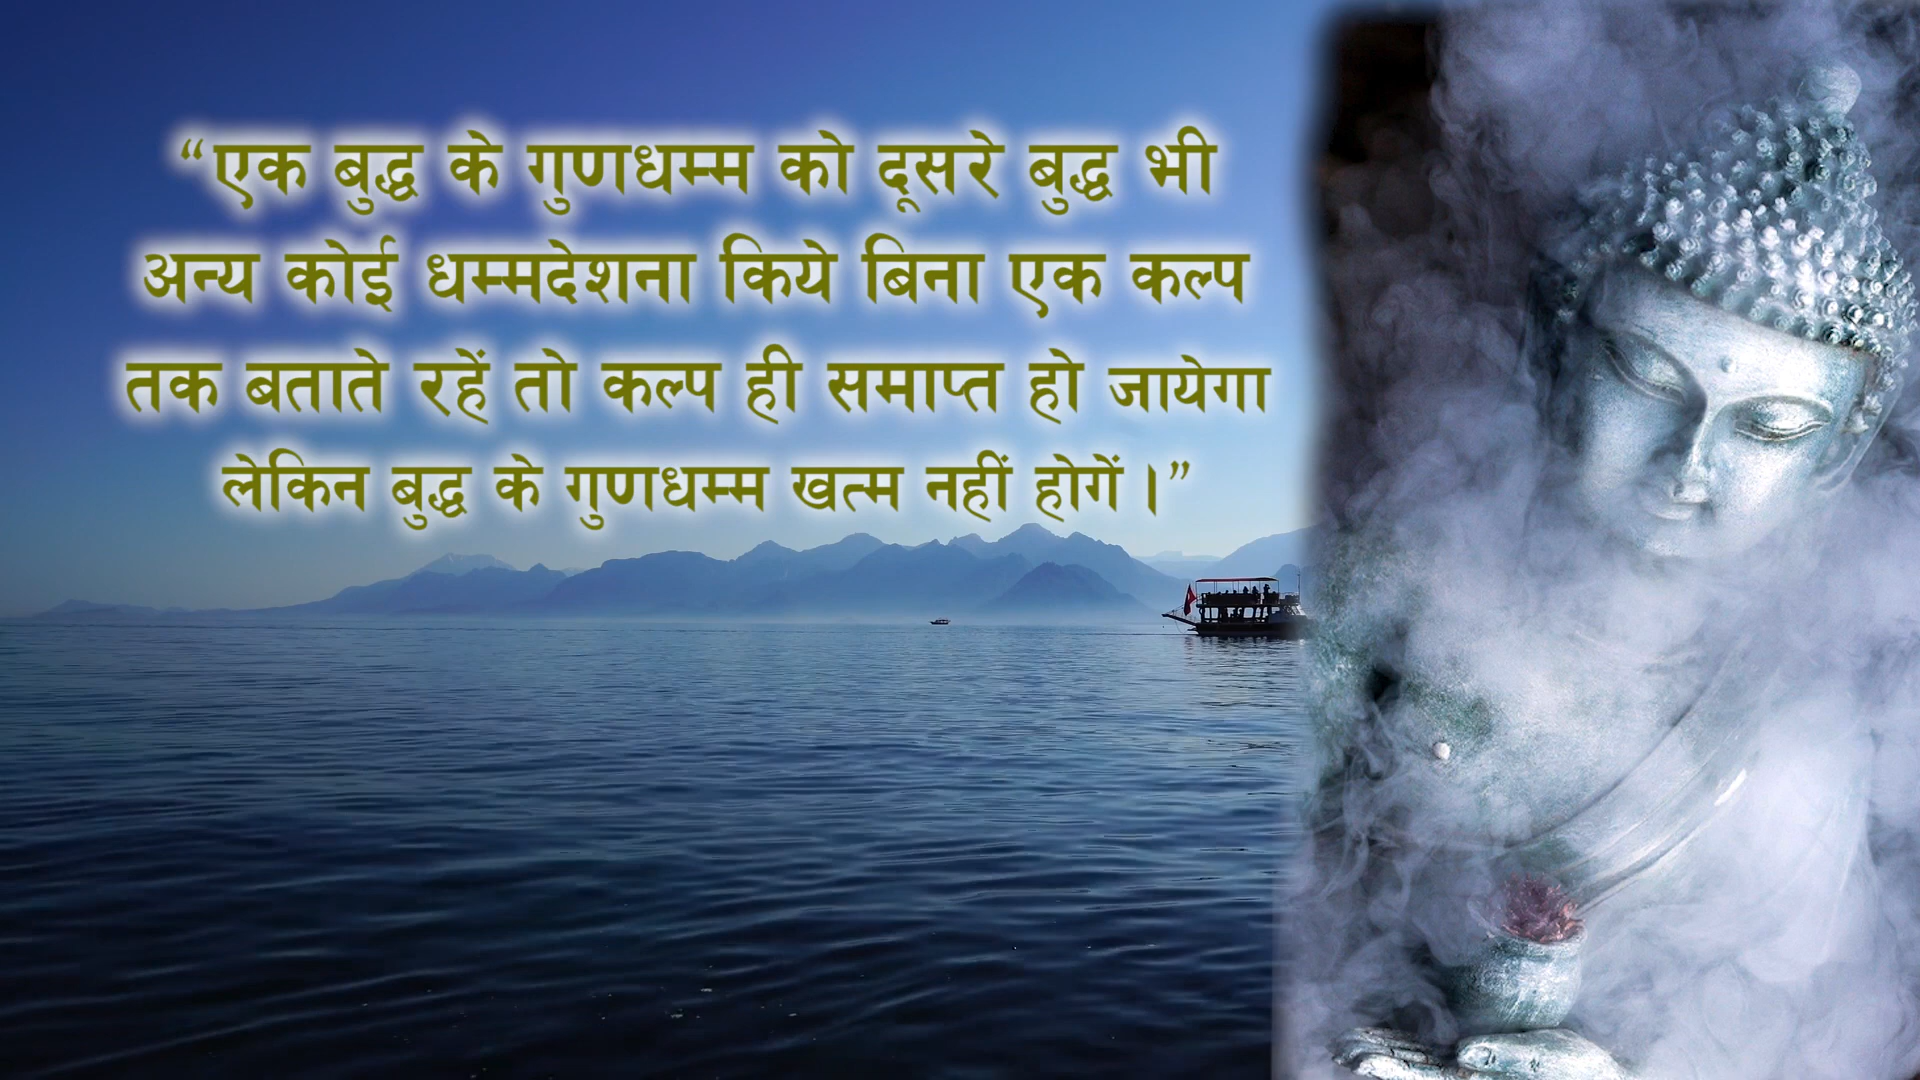 “एक बुद्ध के गुणधम्म को दूसरे बुद्ध भी
अन्य कोई धम्मदेशना किये बिना एक कल्प
तक बताते रहें तो कल्प ही समाप्त हो जायेगा
लेकिन बुद्ध के गुणधम्म खत्म नहीं होगें।”